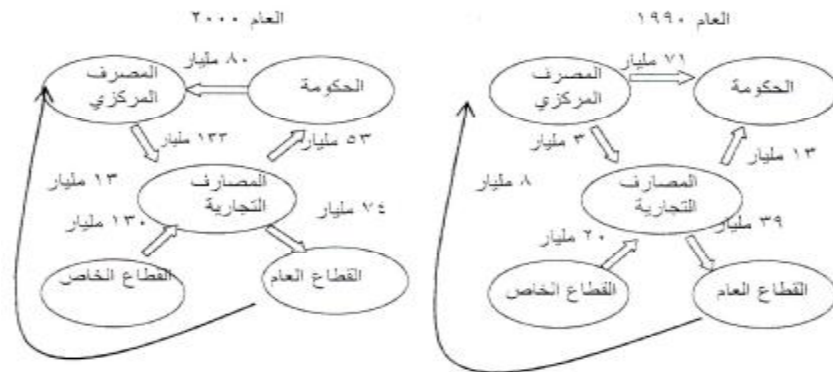 العام ١٩٩٠
٧١ مليار
المصرف
المركزي
الحكومة
٣ مليار
١٣ مليار
٨ مليار
المصارف
التجارية
٢٠ مليار
٣٩ مليار
القطاع الخاص
القطاع العام
العام ٢٠٠٠
٨٠ مليار
المصرف
المركزي
الحكومة
١٣٣ مليار
٥٣ مليار
١٣ مليار
المصارف
التجارية
٧٤ مليار
١٣٠ مليار
القطاع الخاص
القطاع العام